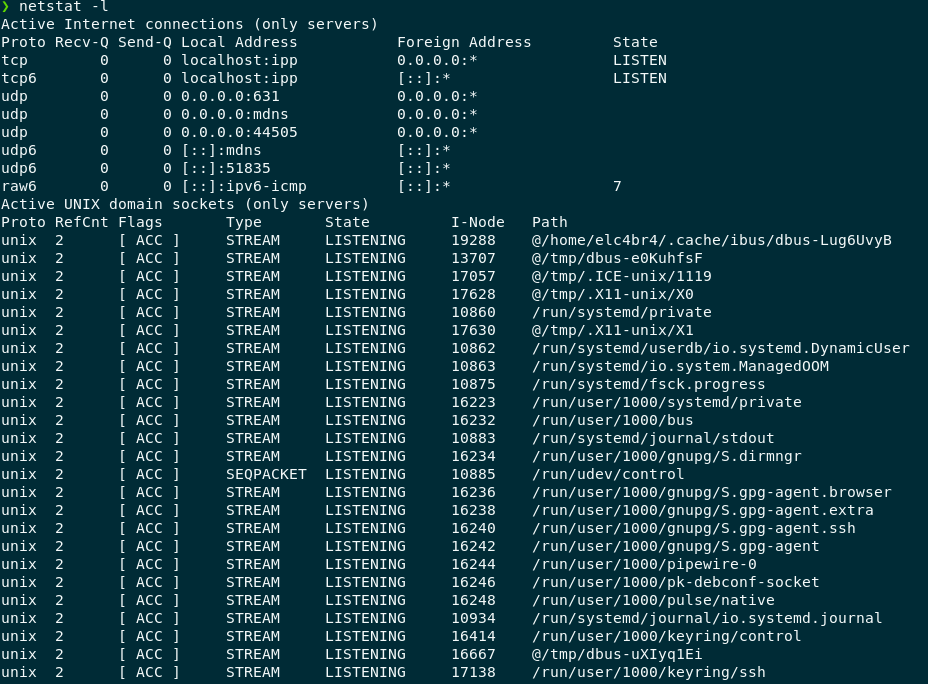 ❯ netstat -l
Active Internet connections (only servers)
Proto Recv-Q Send-Q Local Address           Foreign Address         State
tcp        0      0 localhost:ipp           0.0.0.0:*               LISTEN
tcp6       0      0 localhost:ipp           [::]:*                  LISTEN
udp        0      0 0.0.0.0:631             0.0.0.0:*
udp        0      0 0.0.0.0:mdns            0.0.0.0:*
udp        0      0 0.0.0.0:44505           0.0.0.0:*
udp6       0      0 [::]:mdns               [::]:*
udp6       0      0 [::]:51835              [::]:*
raw6       0      0 [::]:ipv6-icmp          [::]:*                  7
Active UNIX domain sockets (only servers)
Proto RefCnt Flags       Type       State         I-Node   Path
unix  2      [ ACC ]     STREAM     LISTENING     19288    @/home/elc4br4/.cache/ibus/dbus-Lug6UvyB
unix  2      [ ACC ]     STREAM     LISTENING     13707    @/tmp/dbus-e0KuhfsF
unix  2      [ ACC ]     STREAM     LISTENING     17057    @/tmp/.ICE-unix/1119
unix  2      [ ACC ]     STREAM     LISTENING     17628    @/tmp/.X11-unix/X0
unix  2      [ ACC ]     STREAM     LISTENING     10860    /run/systemd/private
unix  2      [ ACC ]     STREAM     LISTENING     17630    @/tmp/.X11-unix/X1
unix  2      [ ACC ]     STREAM     LISTENING     10862    /run/systemd/userdb/io.systemd.DynamicUser
unix  2      [ ACC ]     STREAM     LISTENING     10863    /run/systemd/io.system.ManagedOOM
unix  2      [ ACC ]     STREAM     LISTENING     10875    /run/systemd/fsck.progress
unix  2      [ ACC ]     STREAM     LISTENING     16223    /run/user/1000/systemd/private
unix  2      [ ACC ]     STREAM     LISTENING     16232    /run/user/1000/bus
unix  2      [ ACC ]     STREAM     LISTENING     10883    /run/systemd/journal/stdout
unix  2      [ ACC ]     STREAM     LISTENING     16234    /run/user/1000/gnupg/S.dirmngr
unix  2      [ ACC ]     SEQPACKET  LISTENING     10885    /run/udev/control
unix  2      [ ACC ]     STREAM     LISTENING     16236    /run/user/1000/gnupg/S.gpg-agent.browser
unix  2      [ ACC ]     STREAM     LISTENING     16238    /run/user/1000/gnupg/S.gpg-agent.extra
unix  2      [ ACC ]     STREAM     LISTENING     16240    /run/user/1000/gnupg/S.gpg-agent.ssh
unix  2      [ ACC ]     STREAM     LISTENING     16242    /run/user/1000/gnupg/S.gpg-agent
unix  2      [ ACC ]     STREAM     LISTENING     16244    /run/user/1000/pipewire-0
unix  2      [ ACC ]     STREAM     LISTENING     16246    /run/user/1000/pk-debconf-socket
unix  2      [ ACC ]     STREAM     LISTENING     16248    /run/user/1000/pulse/native
unix  2      [ ACC ]     STREAM     LISTENING     10934    /run/systemd/journal/io.systemd.journal
unix  2      [ ACC ]     STREAM     LISTENING     16414    /run/user/1000/keyring/control
unix  2      [ ACC ]     STREAM     LISTENING     16667    @/tmp/dbus-uXIyq1Ei
unix  2      [ ACC ]     STREAM     LISTENING     17138    /run/user/1000/keyring/ssh